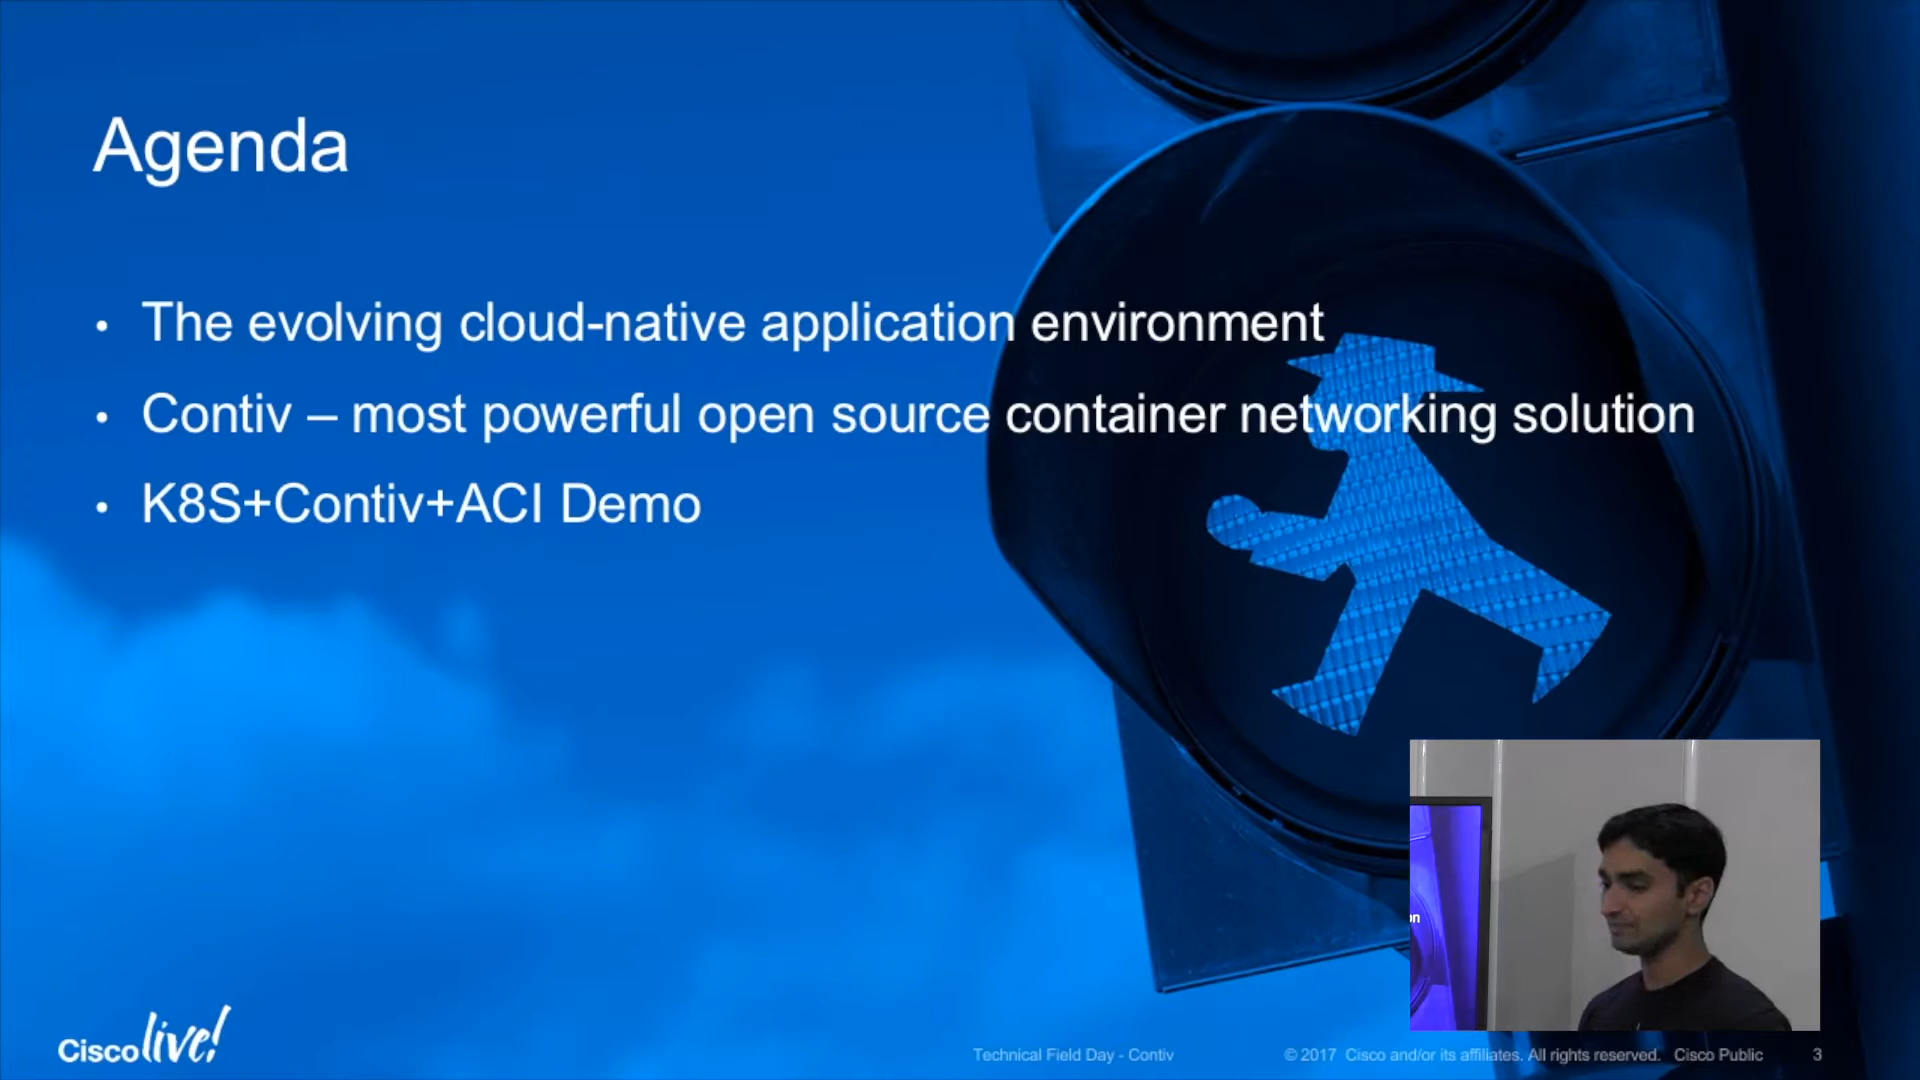 Agenda
• The evolving cloud-native application environment
• Contiv – most powerful open source container networking solution
• K8S+Contiv+ACI Demo
on
Cisco live!
Technical Field Day - Contiv
© 2017 Cisco and/or its affiliates. All rights reserved. Cisco Public
3